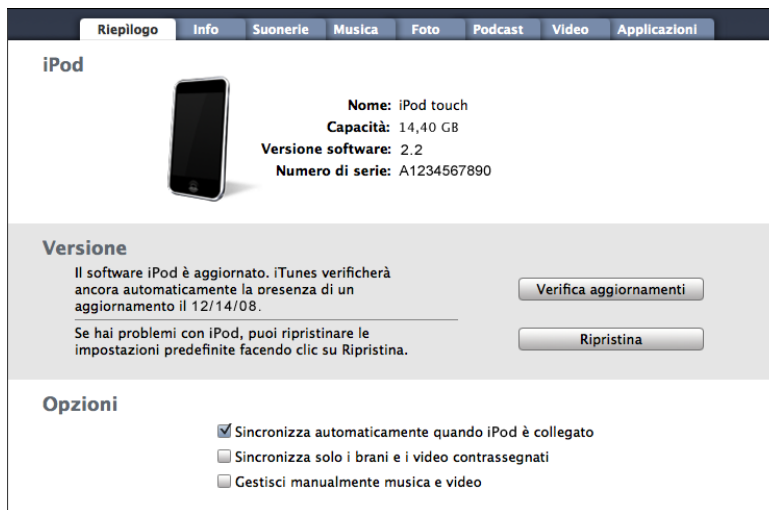 Riepilogo Info Suonerie Musica Foto Podcast Video Applicazioni
iPod
Nome: iPod touch
Capacità: 14,40 GB
Versione software: 2.2
Numero di serie: A1234567890
Versione
Il software iPod è aggiornato. iTunes verificherà
ancora automaticamente la presenza di un
aggiornamento il 12/14/08.
Verifica aggiornamenti
Se hai problemi con iPod, puoi ripristinare le
impostazioni predefinite facendo clic su Ripristina.
Ripristina
Opzioni
Sincronizza automaticamente quando iPod è collegato
Sincronizza solo i brani e i video contrassegnati
Gestisci manualmente musica e video